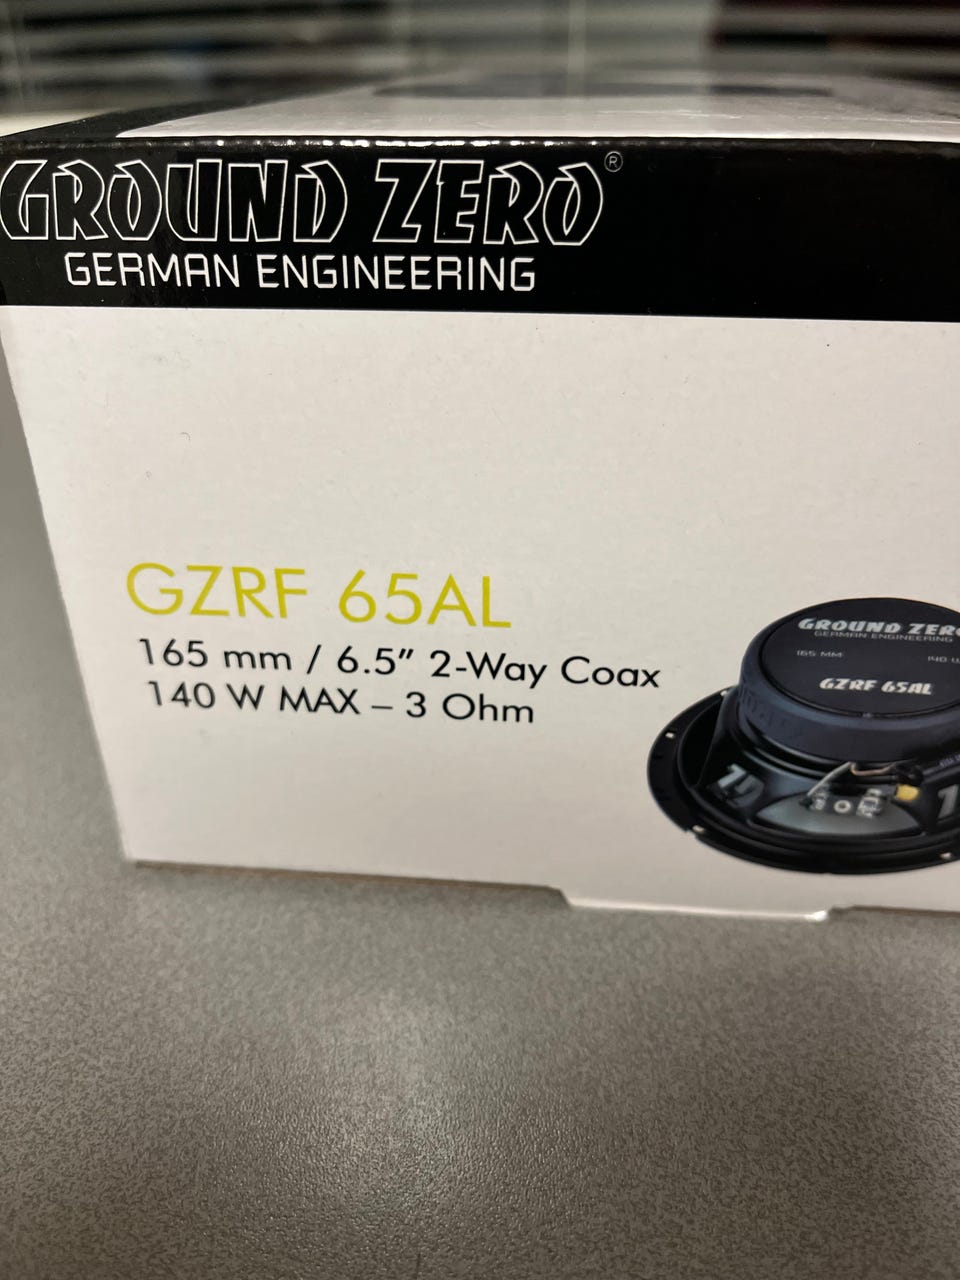 GROUND ZERO®
GERMAN ENGINEERING
GZRF 65AL
165 mm / 6.5" 2-Way Coax
140 W MAX – 3 Ohm
GROUND ZERO
GERMAN ENGINEERING
165 MM
140 W
GZRF 65AL